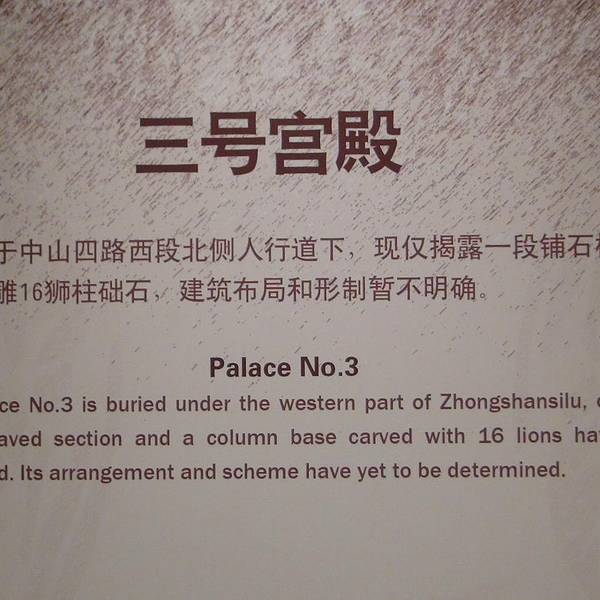 三号宫殿
于中山四路西段北侧人行道下，现仅揭露一段铺石
雕16狮柱础石，建筑布局和形制暂不明确。
Palace No.3
ce No.3 is buried under the western part of Zhongshansilu,
aved section and a column base carved with 16 lions ha
d. Its arrangement and scheme have yet to be determined.